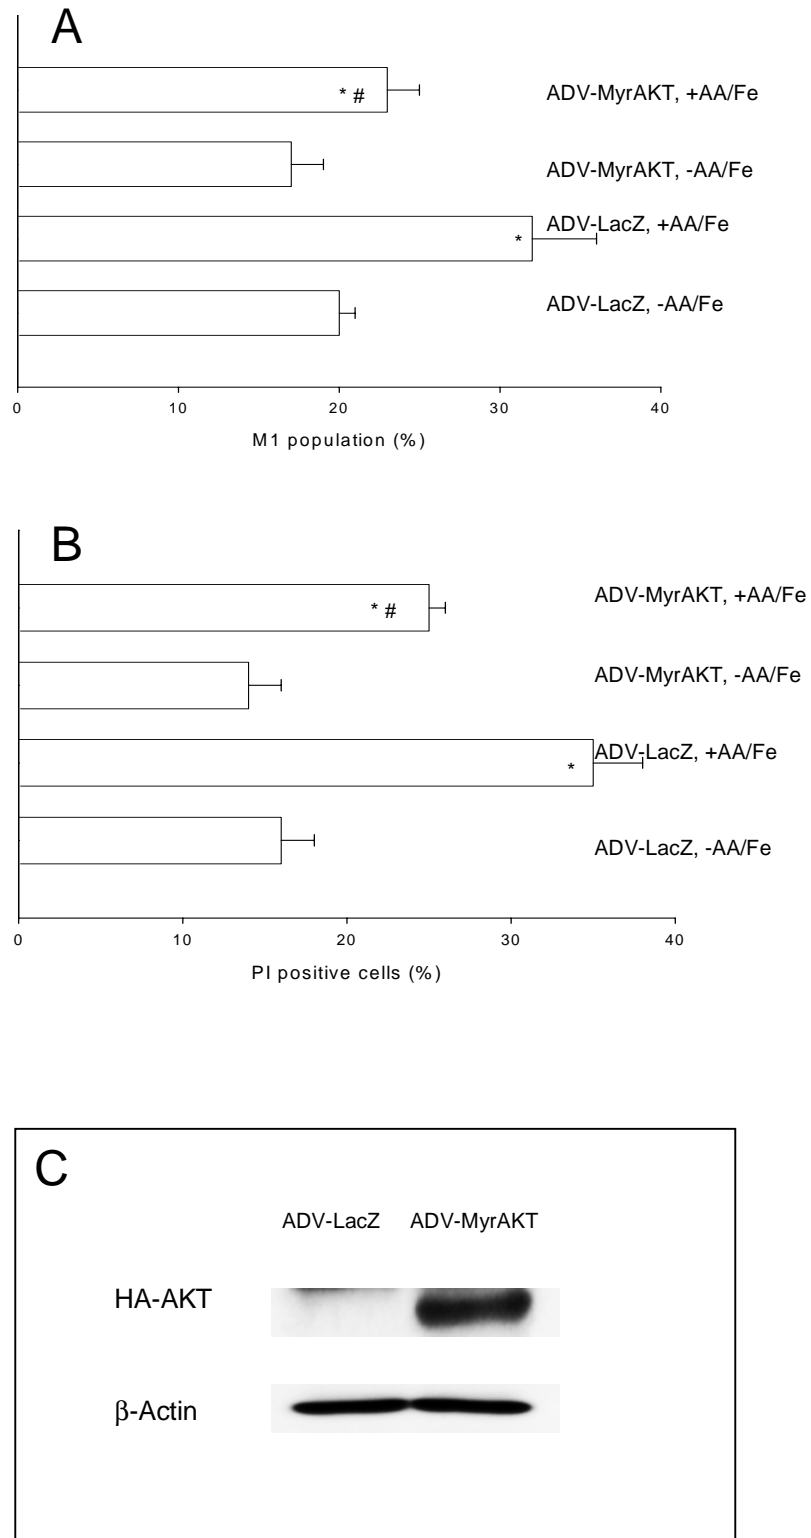 A
* #
ADV-MyrAKT, +AA/Fe
ADV-MyrAKT, -AA/Fe
ADV-LacZ, +AA/Fe
*
ADV-LacZ, -AA/Fe
0 10 20 30 40
M1 population (%)
B
* #
ADV-MyrAKT, +AA/Fe
ADV-MyrAKT, -AA/Fe
ADV-LacZ, +AA/Fe
*
ADV-LacZ, -AA/Fe
0 10 20 30 40
PI positive cells (%)
C
ADV-LacZ ADV-MyrAKT
HA-AKT
β-Actin